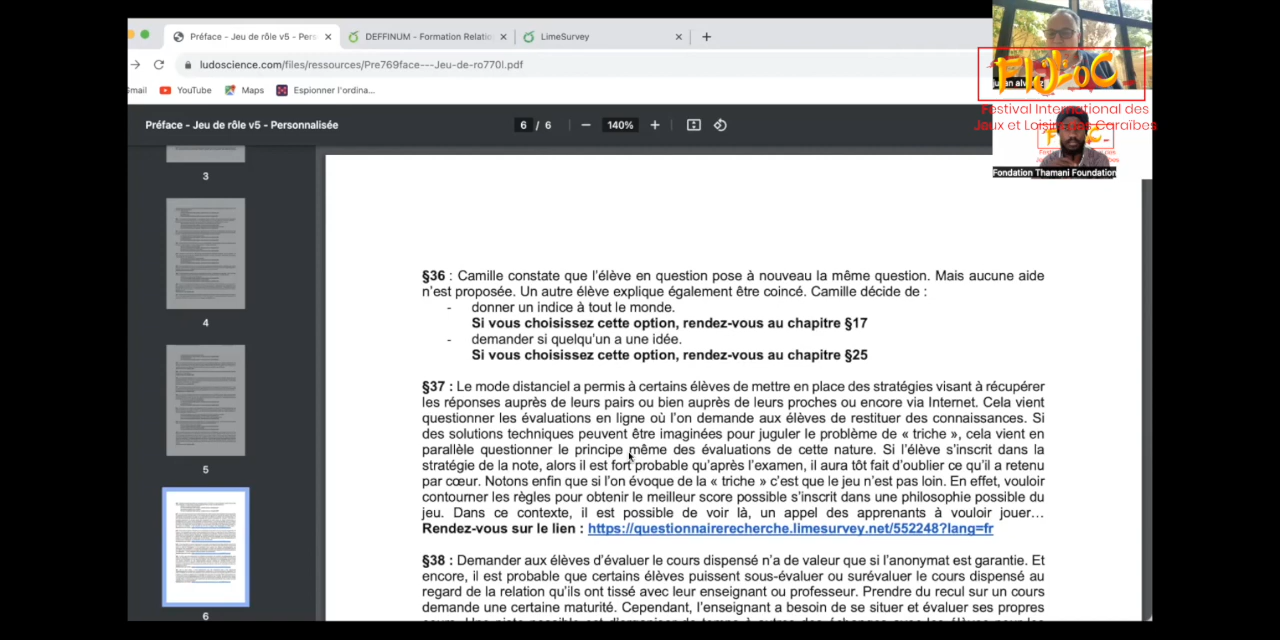 Préface - Jeu de rôle v5 - Pers
DEFFINUM - Formation Relatio
LimeSurvey
ludoscience.com/files/ressources/Pre769face---Jeu-de-ro770l.pdf
Gmail
YouTube
Maps
Espionner l'ordina...
Préface - Jeu de rôle v5 - Personnalisée
6 / 6
140%
FIJLOC
Festival International des
Jeux et Loisirs des Caraïbes
Fondation Thamani Foundation
3
4
5
6
§36 : Camille constate que l'élève en question pose à nouveau la même question. Mais aucune aide
n'est proposée. Un autre élève explique également être coincé. Camille décide de :
- donner un indice à tout le monde.
Si vous choisissez cette option, rendez-vous au chapitre §17
- demander si quelqu'un a une idée.
Si vous choisissez cette option, rendez-vous au chapitre §25
§37 : Le mode distanciel a permis à certains élèves de mettre en place des stratégies visant à récupérer
les réponses auprès de leurs pairs ou bien auprès de leurs proches ou encore via Internet. Cela vient
questionner les évaluations en ligne où l'on demande aux élèves de restituer des connaissances. Si
des solutions techniques peuvent être imaginées pour juguler le problème de « triche », cela vient en
parallèle questionner le principe même des évaluations de cette nature. Si l'élève s'inscrit dans la
stratégie de la note, alors il est fort probable qu'après l'examen, il aura tôt fait d'oublier ce qu'il a retenu
par cœur. Notons enfin que si l'on évoque de la « triche » c'est que le jeu n'est pas loin. En effet, vouloir
contourner les règles pour obtenir le meilleur score possible s'inscrit dans une philosophie possible du
jeu. Dans ce contexte, il est possible de voir là, un appel des apprenants à vouloir jouer…
Rendez-vous sur le lien : https://questionnairerecherche.limesurvey.net/552248?lang=fr
§38 : Demander aux élèves d'évaluer le cours dispensé n'a de valeur que si l'anonymat est garantie. Et
encore, il est probable que certains élèves puissent sous-évaluer ou surévaluer le cours dispensé au
regard de la relation qu'ils ont tissé avec leur enseignant ou professeur. Prendre du recul sur un cours
demande une certaine maturité. Cependant, l'enseignant a besoin de se situer et évaluer ses propres